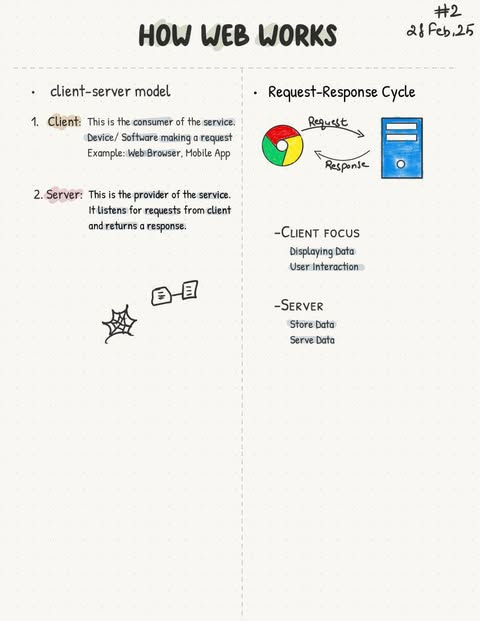 #2
28 Feb, 25
HOW WEB WORKS
• client-server model
1. Client: This is the consumer of the service.
Device/ Software making a request
Example: Web Browser, Mobile App
2. Server: This is the provider of the service.
It listens for requests from client
and returns a response.
• Request-Response Cycle
Request
Response
-CLIENT FOCUS
Displaying Data
User Interaction
-SERVER
Store Data
Serve Data